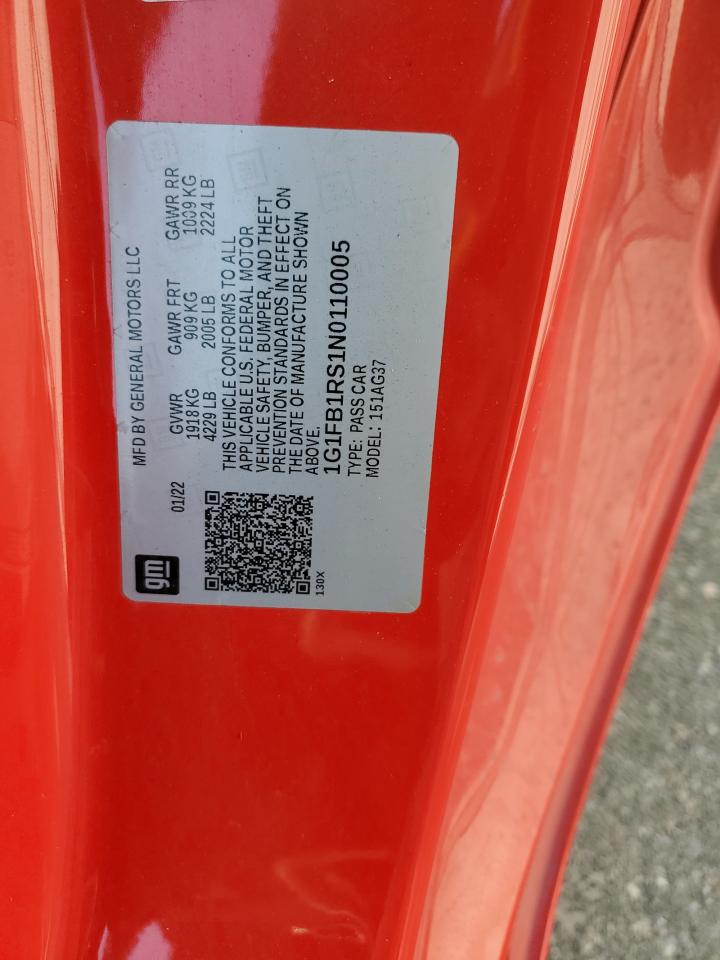 gm
MFD BY GENERAL MOTORS LLC
01/22
GVWR GAWR FRT GAWR RR
1918 KG 909 KG 1009 KG
4229 LB 2005 LB 2224 LB
THIS VEHICLE CONFORMS TO ALL
APPLICABLE U.S. FEDERAL MOTOR
VEHICLE SAFETY, BUMPER, AND THEFT
PREVENTION STANDARDS IN EFFECT ON
THE DATE OF MANUFACTURE SHOWN
ABOVE.
1G1FB1RS1N0110005
TYPE: PASS CAR
MODEL: 151AG37
130X